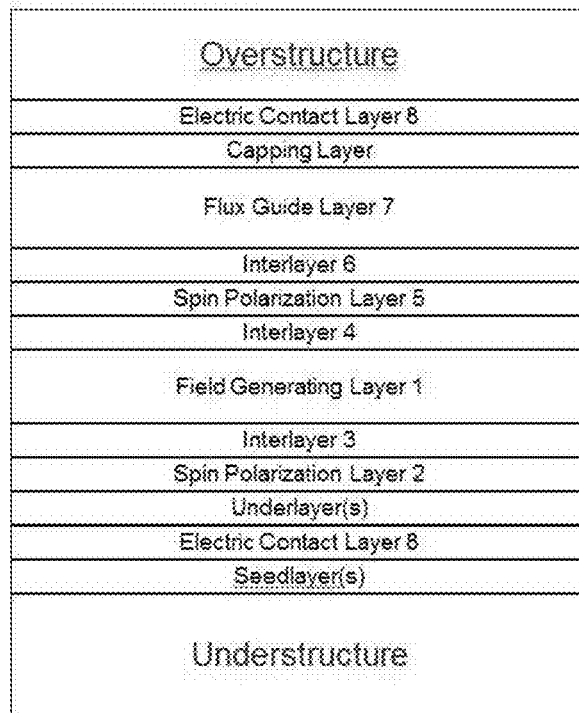 Overstructure
Electric Contact Layer 8
Capping Layer
Flux Guide Layer 7
Interlayer 6
Spin Polarization Layer 5
Interlayer 4
Field Generating Layer 1
Interlayer 3
Spin Polarization Layer 2
Underlayer(s)
Electric Contact Layer 8
Seedlayer(s)
Understructure